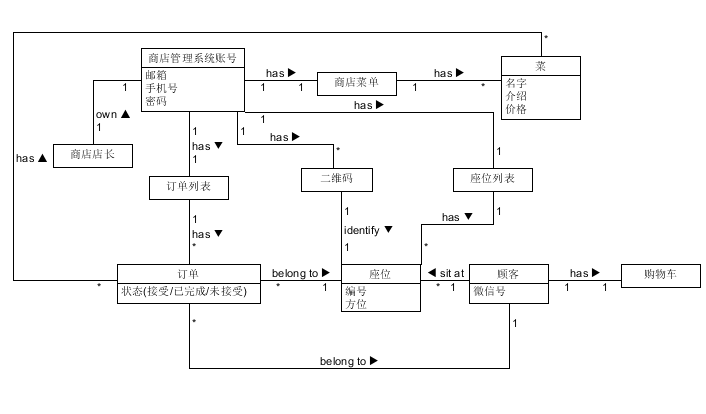 *
商店管理系统账号
邮箱
手机号
密码
has ▶
1
1
商店菜单
has ▶
1
*
菜
名字
介绍
价格
1
own ▲
1
商店店长
has ▶
1
1
has ▼
1
1
has ▶
*
1
has ▲
订单列表
二维码
座位列表
1
has ▼
*
1
identify ▼
1
1
has ▼
*
订单
状态(接受/已完成/未接受)
*
belong to ▶
*
1
座位
编号
方位
◀ sit at
*
1
顾客
微信号
has ▶
1
1
购物车
*
1
belong to ▶